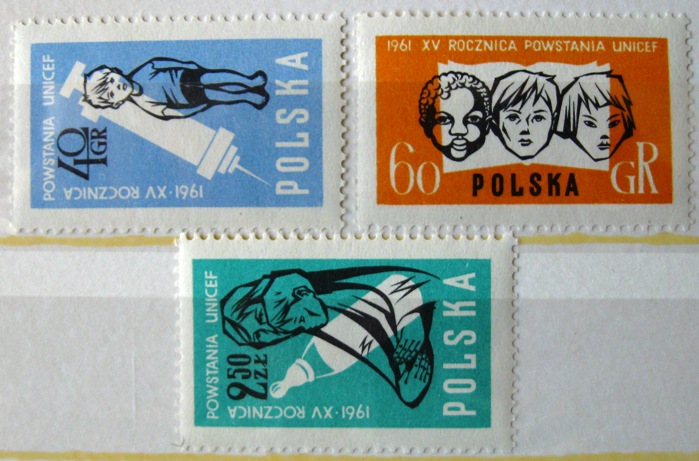 POWSTANIA UNICEF
XV ROCZNICA
1961
40 GR
POLSKA
1961 XV ROCZNICA POWSTANIA UNICEF
60 GR
POLSKA
POWSTANIA UNICEF
1961 · XV ROCZNICA
2.50 ZŁ
POLSKA